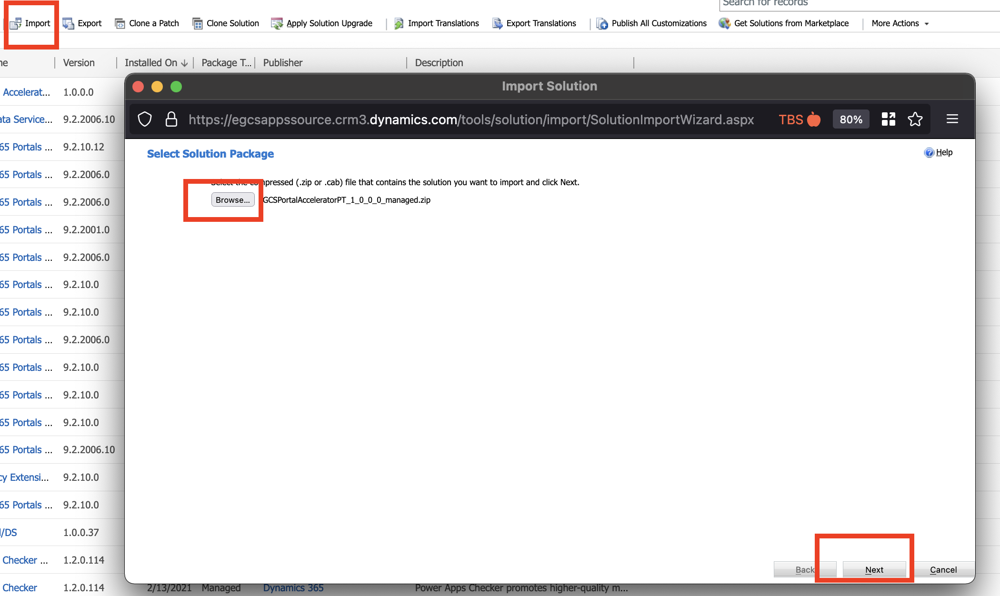 Search for records
Import Export Clone a Patch Clone Solution Apply Solution Upgrade Import Translations Export Translations Publish All Customizations Get Solutions from Marketplace More Actions
Version Installed On Package T... Publisher Description
Accelerat... 1.0.0.0
Import Solution
https://egcsappssource.crm3.dynamics.com/tools/solution/import/SolutionImportWizard.aspx TBS 80%
Select Solution Package
Help
Select the compressed (.zip or .cab) file that contains the solution you want to import and click Next.
Browse... GCSPortalAcceleratorPT_1_0_0_0_managed.zip
ata Service... 9.2.2006.10
65 Portals ... 9.2.10.12
65 Portals ... 9.2.2006.0
65 Portals ... 9.2.2006.0
65 Portals ... 9.2.2001.0
65 Portals ... 9.2.2006.0
65 Portals ... 9.2.10.0
65 Portals ... 9.2.10.0
65 Portals ... 9.2.2006.0
65 Portals ... 9.2.10.0
65 Portals ... 9.2.10.0
65 Portals ... 9.2.10.0
65 Portals ... 9.2.2006.10
cy Extensi... 9.2.10.0
65 Portals ... 9.2.10.0
/DS 1.0.0.37
Checker ... 1.2.0.114
Back Next Cancel
Checker 1.2.0.114 2/13/2021 Managed Dynamics 365 Power Apps Checker promotes higher-quality m...